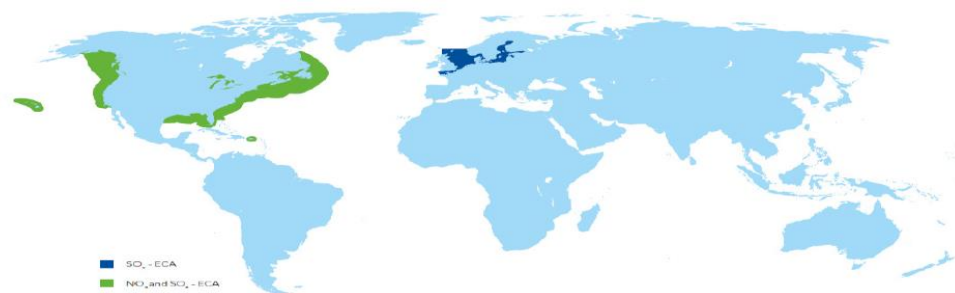 SOₓ - ECA
NOₓ and SOₓ - ECA